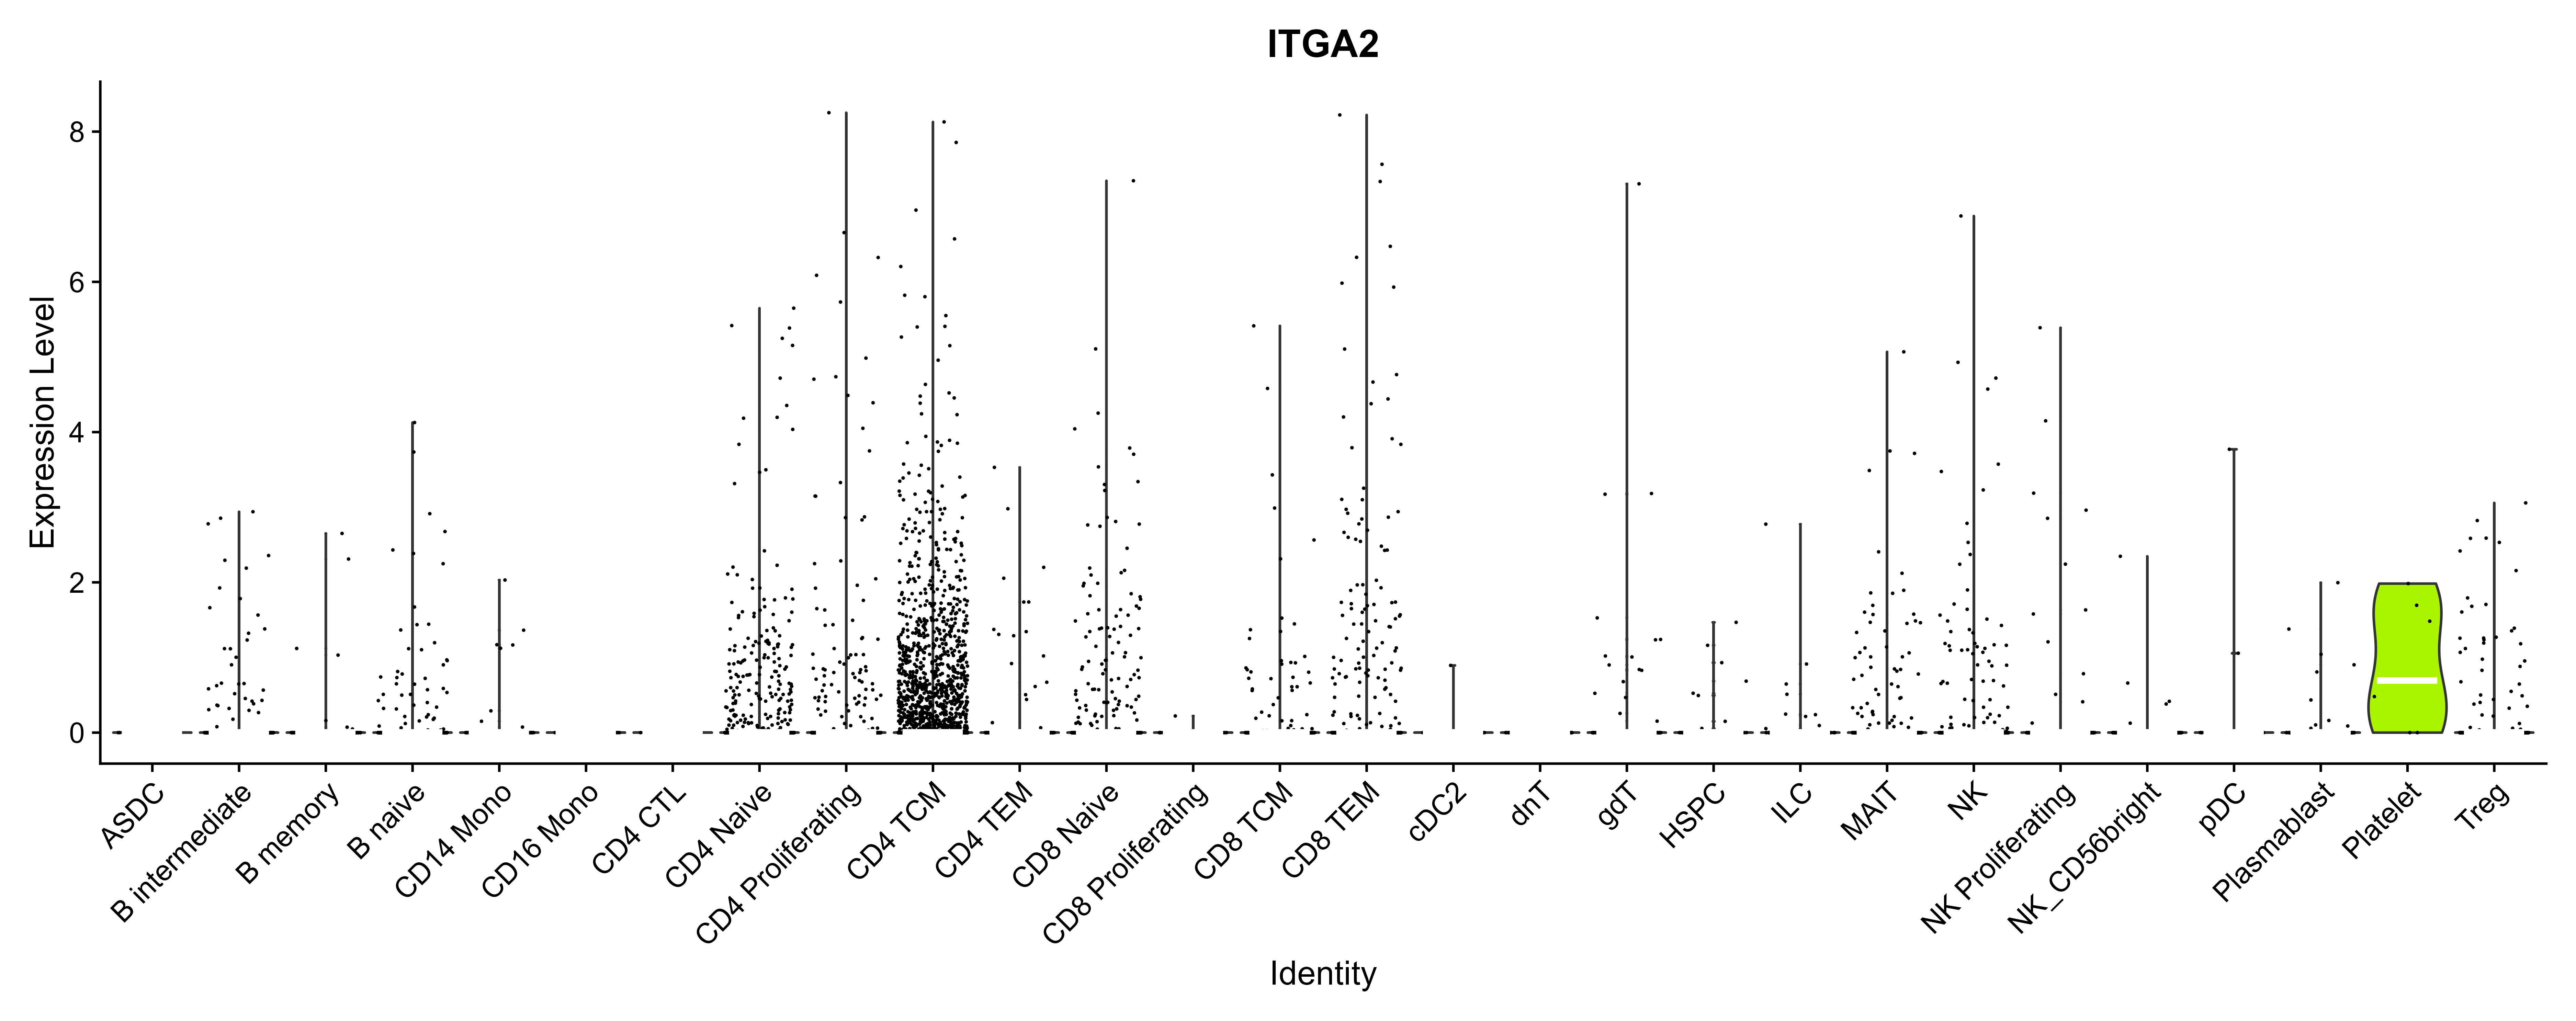 ITGA2
Expression Level
8
6
4
2
0
ASDC
B intermediate
B memory
B naive
CD14 Mono
CD16 Mono
CD4 CTL
CD4 Naive
CD4 Proliferating
CD4 TCM
CD4 TEM
CD8 Naive
CD8 Proliferating
CD8 TCM
CD8 TEM
cDC2
dnT
gdT
HSPC
ILC
MAIT
NK
NK Proliferating
NK_CD56bright
pDC
Plasmablast
Platelet
Treg
Identity